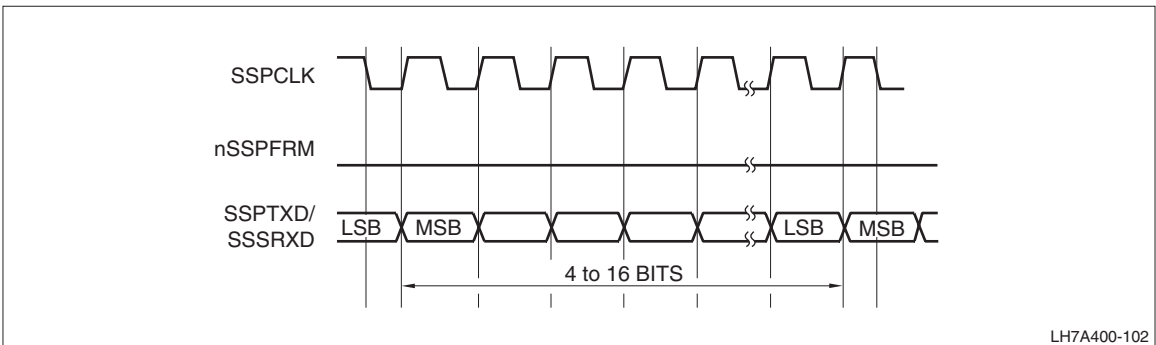 SSPCLK
nSSPFRM
SSPTXD/
SSSRXD
LSB MSB LSB MSB
4 to 16 BITS
LH7A400-102